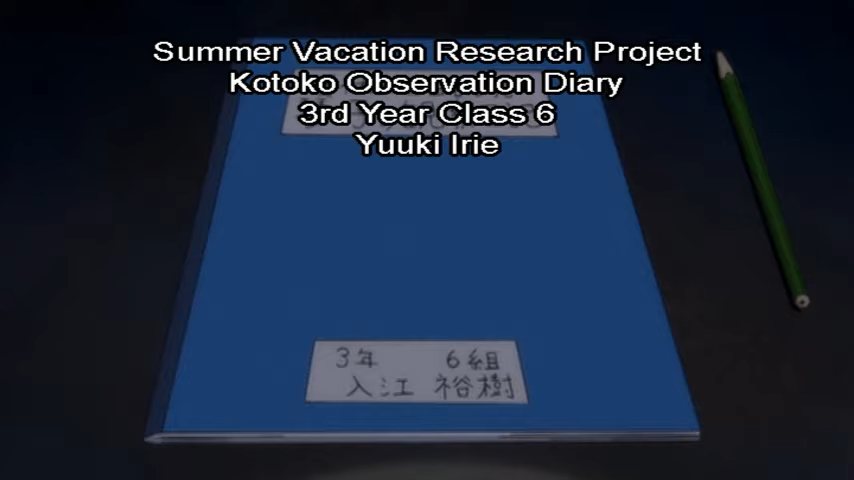 Summer Vacation Research Project
Kotoko Observation Diary
3rd Year Class 6
Yuuki Irie
3年 6組
入江 裕樹